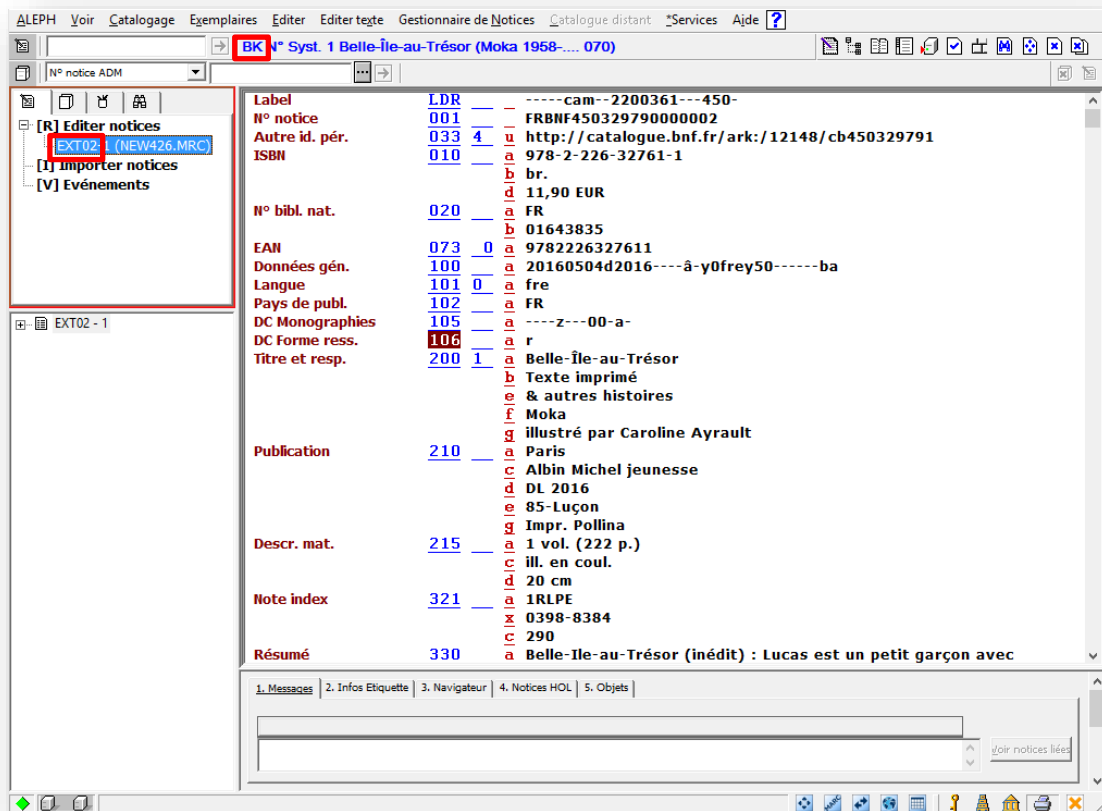 ALEPH Voir Catalogage Exemplaires Editer Editer texte Gestionnaire de Notices Catalogue distant *Services Aide ?
BK N° Syst. 1 Belle-Île-au-Trésor (Moka 1958-.... 070)
N° notice ADM ...
[R] Editer notices
EXT02-1 (NEW426.MRC)
[I] Importer notices
[V] Evénements
EXT02 - 1
Label LDR -----cam--2200361---450-
N° notice 001 FRBNF450329790000002
Autre id. pér. 033 4 u http://catalogue.bnf.fr/ark:/12148/cb450329791
ISBN 010 a 978-2-226-32761-1
b br.
d 11,90 EUR
N° bibl. nat. 020 a FR
b 01643835
EAN 073 0 a 9782226327611
Données gén. 100 a 20160504d2016----â-y0frey50------ba
Langue 101 0 a fre
Pays de publ. 102 a FR
DC Monographies 105 a ----z---00-a-
DC Forme ress. 106 a r
Titre et resp. 200 1 a Belle-Île-au-Trésor
b Texte imprimé
e & autres histoires
f Moka
g illustré par Caroline Ayrault
Publication 210 a Paris
c Albin Michel jeunesse
d DL 2016
e 85-Luçon
g Impr. Pollina
Descr. mat. 215 a 1 vol. (222 p.)
c ill. en coul.
d 20 cm
Note index 321 a 1RLPE
x 0398-8384
c 290
Résumé 330 a Belle-Ile-au-Trésor (inédit) : Lucas est un petit garçon avec
1. Messages 2. Infos Etiquette 3. Navigateur 4. Notices HOL 5. Objets
Voir notices liées
MARC